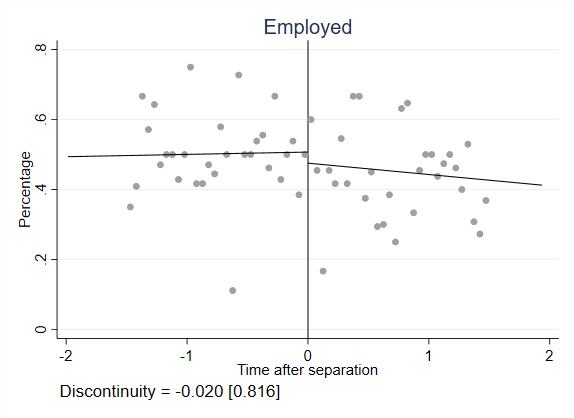 Employed
Percentage
.8
.6
.4
.2
0
-2
-1
0
1
2
Time after separation
Discontinuity = -0.020 [0.816]